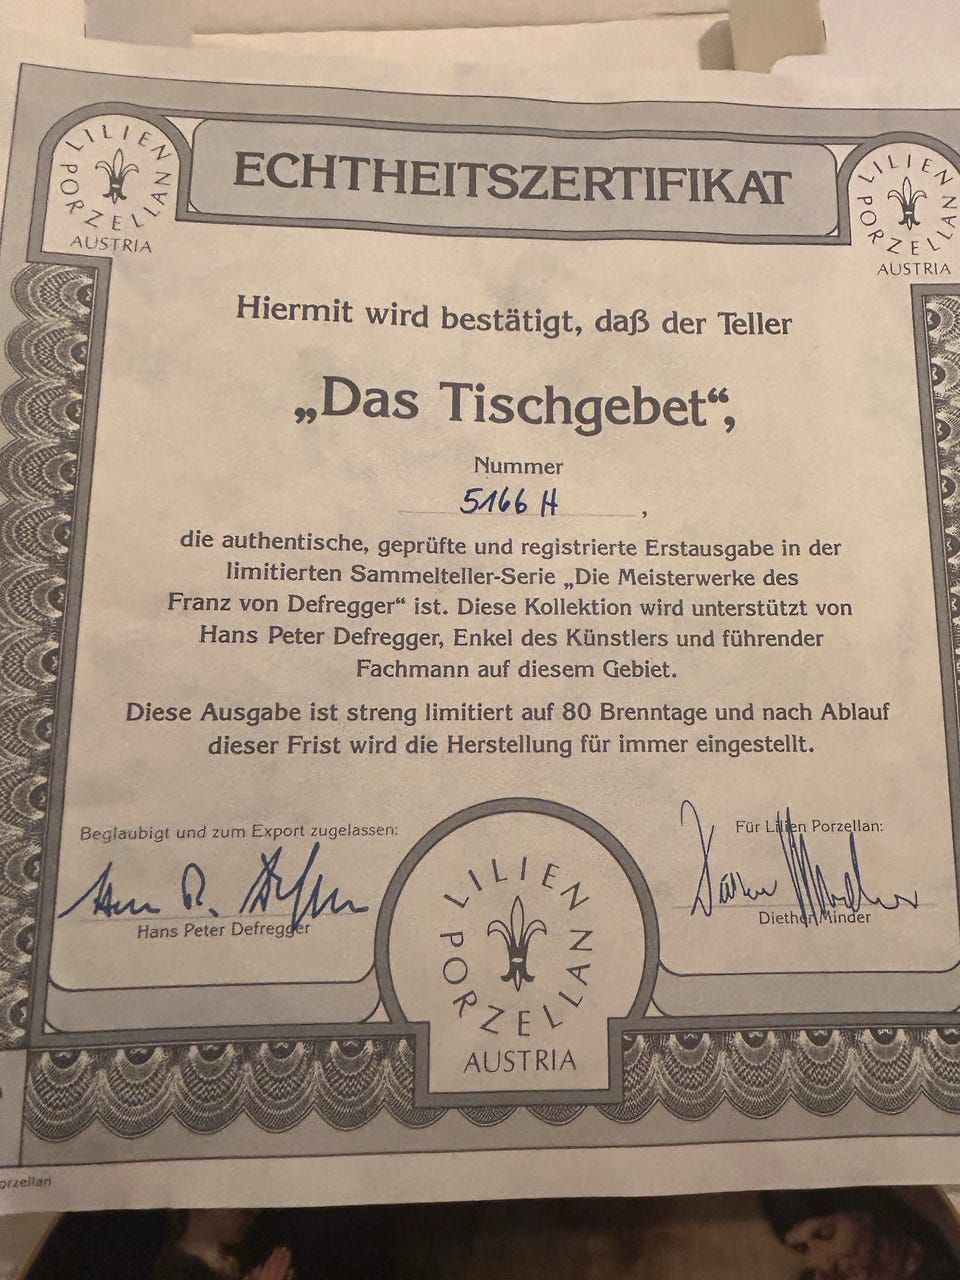 LILIEN PORZELLAN
AUSTRIA
ECHTHEITSZERTIFIKAT
LILIEN PORZELLAN
AUSTRIA
Hiermit wird bestätigt, daß der Teller
„Das Tischgebet“,
Nummer
5166 H ,
die authentische, geprüfte und registrierte Erstausgabe in der
limitierten Sammelteller-Serie „Die Meisterwerke des
Franz von Defregger“ ist. Diese Kollektion wird unterstützt von
Hans Peter Defregger, Enkel des Künstlers und führender
Fachmann auf diesem Gebiet.
Diese Ausgabe ist streng limitiert auf 80 Brenntage und nach Ablauf
dieser Frist wird die Herstellung für immer eingestellt.
Beglaubigt und zum Export zugelassen:
Hans Peter Defregger
Für Lilien Porzellan:
Diethen Minder
LILIEN PORZELLAN
AUSTRIA